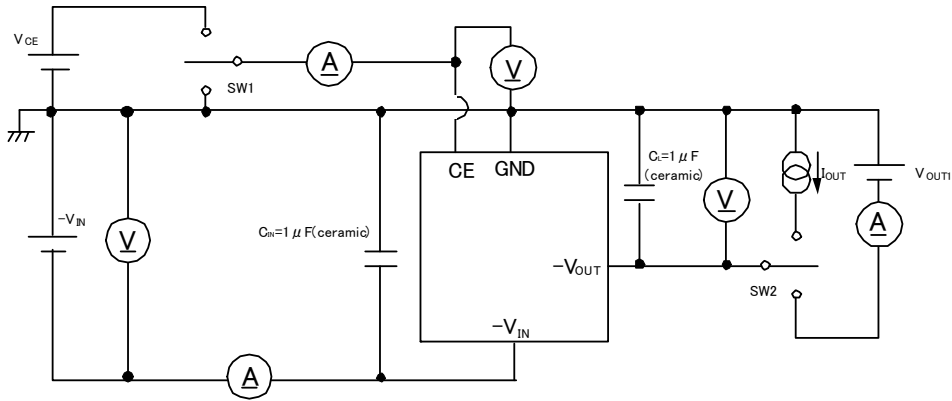 VCE
A
V
SW1
CE
GND
CL=1μF
(ceramic)
IOUT
VOUT1
−VIN
V
CIN=1μF(ceramic)
V
A
−VOUT
SW2
−VIN
A